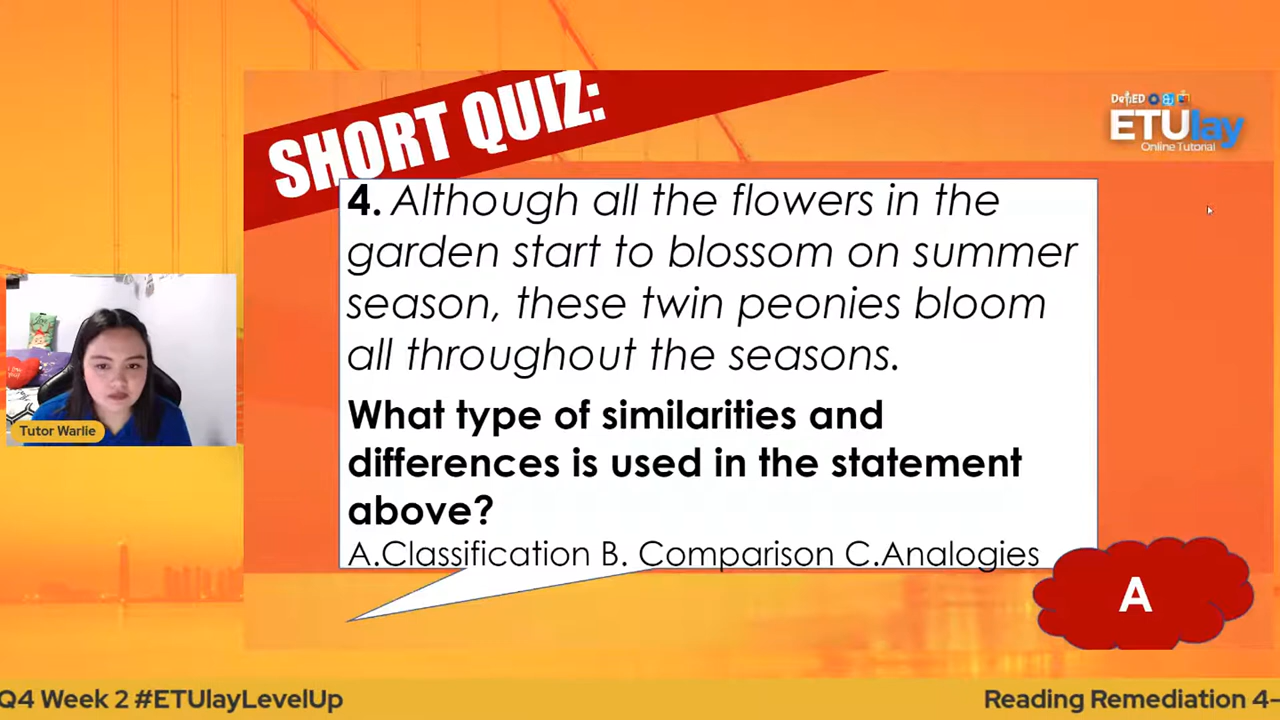 SHORT QUIZ:
DepED
ETUlay
Online Tutorial
4. Although all the flowers in the
garden start to blossom on summer
season, these twin peonies bloom
all throughout the seasons.
What type of similarities and
differences is used in the statement
above?
A.Classification B. Comparison C.Analogies
A
Tutor Warlie
Q4 Week 2 #ETUlayLevelUp
Reading Remediation 4-